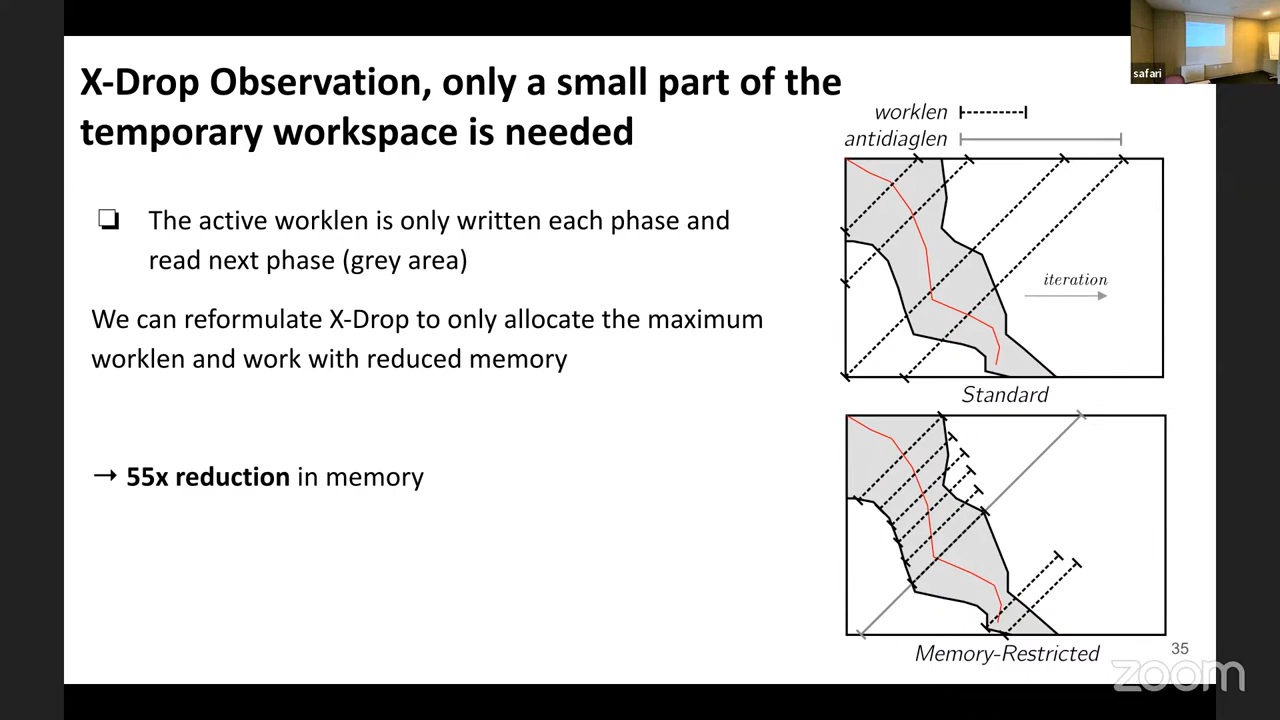 X-Drop Observation, only a small part of the
temporary workspace is needed
❏ The active worklen is only written each phase and
read next phase (grey area)
We can reformulate X-Drop to only allocate the maximum
worklen and work with reduced memory
→ 55x reduction in memory
worklen
antidiaglen
iteration
Standard
Memory-Restricted
35
zoom
safari